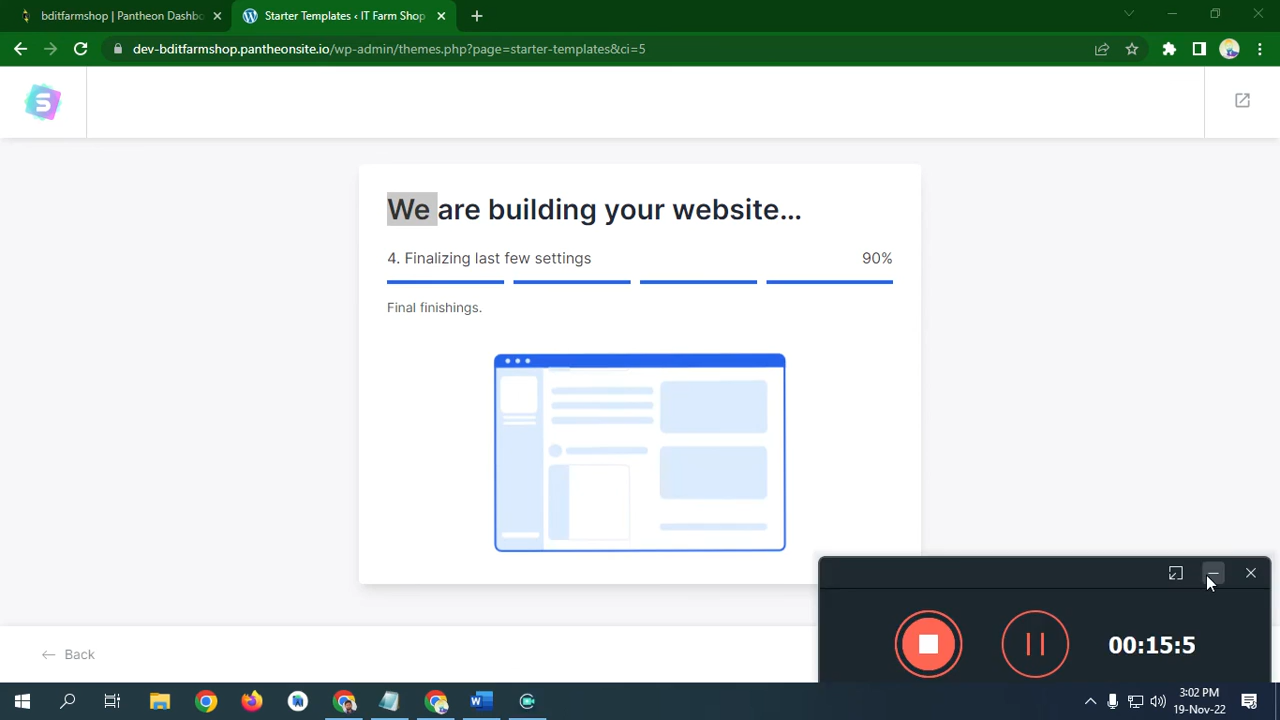 bditfarmshop | Pantheon Dashbo
Starter Templates ‹ IT Farm Shop
dev-bditfarmshop.pantheonsite.io/wp-admin/themes.php?page=starter-templates&ci=5
We are building your website...
4. Finalizing last few settings
90%
Final finishings.
00:15:5
← Back
3:02 PM
19-Nov-22